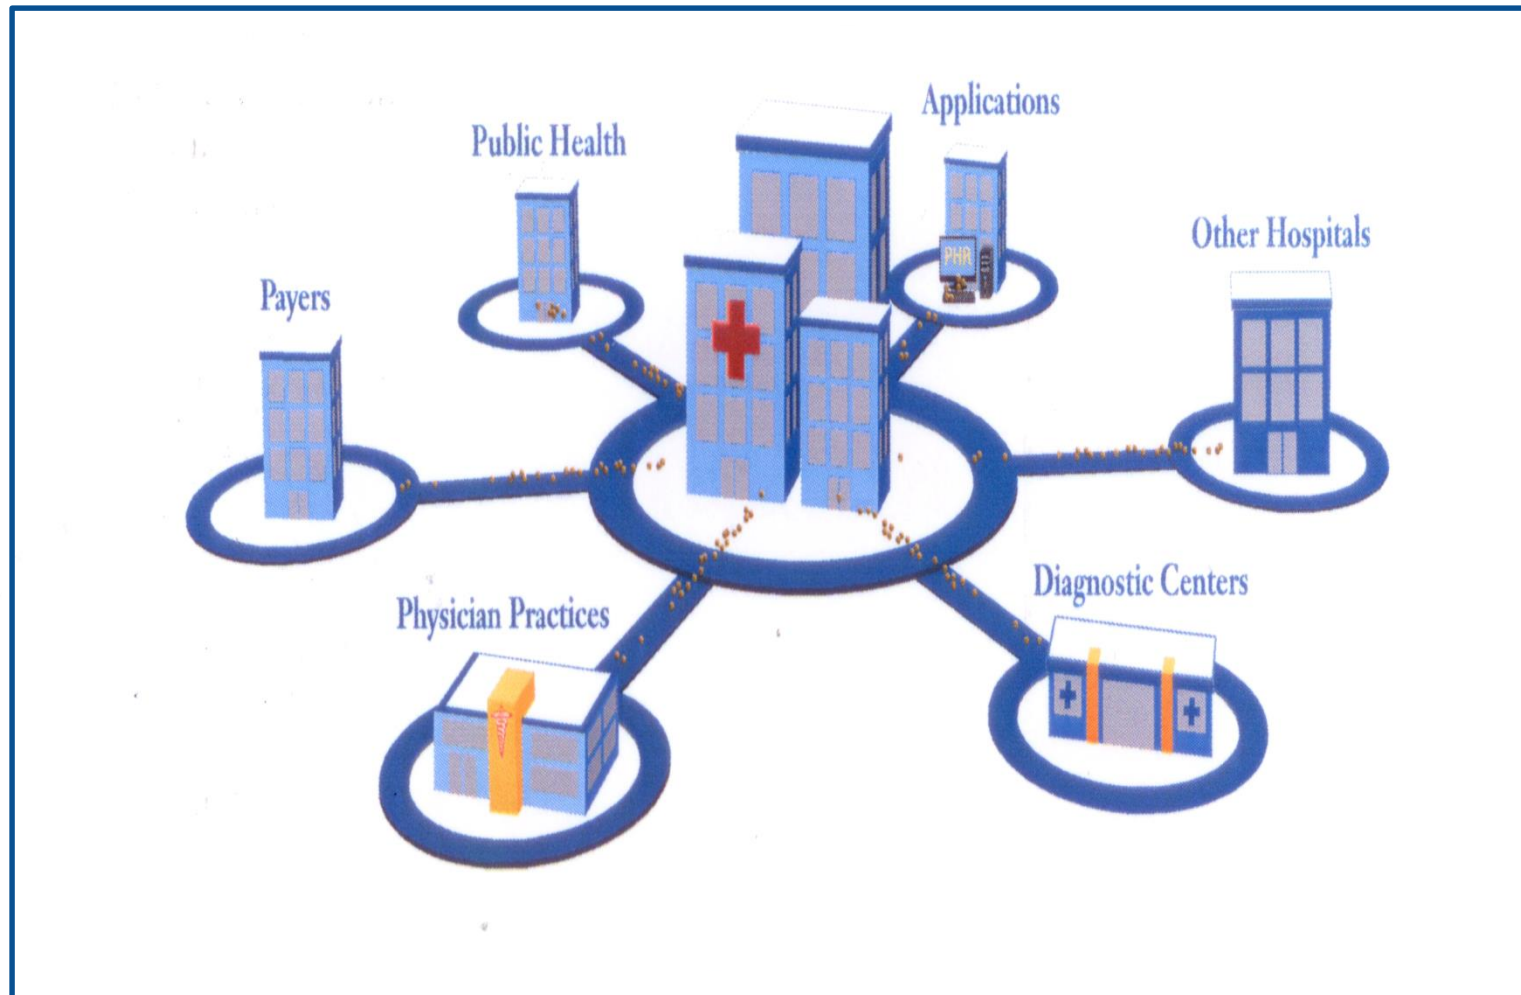 Applications
Public Health
PHR
Other Hospitals
Payers
Diagnostic Centers
Physician Practices